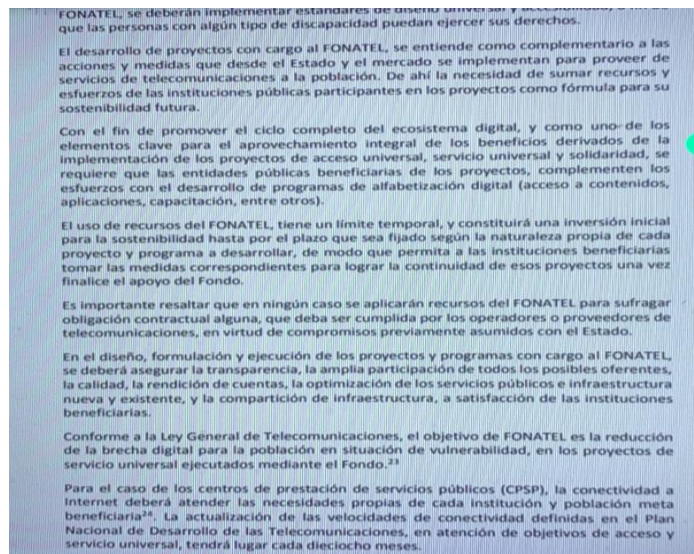 FONATEL, se deberán implementar estándares de diseño universal y accesibilidad, a
que las personas con algún tipo de discapacidad puedan ejercer sus derechos.
El desarrollo de proyectos con cargo al FONATEL, se entiende como complementario a las
acciones y medidas que desde el Estado y el mercado se implementan para proveer de
servicios de telecomunicaciones a la población. De ahí la necesidad de sumar recursos y
esfuerzos de las instituciones públicas participantes en los proyectos como fórmula para su
sostenibilidad futura.
Con el fin de promover el ciclo completo del ecosistema digital, y como uno de los
elementos clave para el aprovechamiento integral de los beneficios derivados de la
implementación de los proyectos de acceso universal, servicio universal y solidaridad, se
requiere que las entidades públicas beneficiarias de los proyectos, complementen los
esfuerzos con el desarrollo de programas de alfabetización digital (acceso a contenidos,
aplicaciones, capacitación, entre otros).
El uso de recursos del FONATEL, tiene un límite temporal, y constituirá una inversión inicial
para la sostenibilidad hasta por el plazo que sea fijado según la naturaleza propia de cada
proyecto y programa a desarrollar, de modo que permita a las instituciones beneficiarias
tomar las medidas correspondientes para lograr la continuidad de esos proyectos una vez
finalice el apoyo del Fondo.
Es importante resaltar que en ningún caso se aplicarán recursos del FONATEL para sufragar
obligación contractual alguna, que deba ser cumplida por los operadores o proveedores de
telecomunicaciones, en virtud de compromisos previamente asumidos con el Estado.
En el diseño, formulación y ejecución de los proyectos y programas con cargo al FONATEL,
se deberá asegurar la transparencia, la amplia participación de todos los posibles oferentes,
la calidad, la rendición de cuentas, la optimización de los servicios públicos e infraestructura
nueva y existente, y la compartición de infraestructura, a satisfacción de las instituciones
beneficiarias.
Conforme a la Ley General de Telecomunicaciones, el objetivo de FONATEL es la reducción
de la brecha digital para la población en situación de vulnerabilidad, en los proyectos de
servicio universal ejecutados mediante el Fondo.²³
Para el caso de los centros de prestación de servicios públicos (CPSP), la conectividad a
Internet deberá atender las necesidades propias de cada institución y población meta
beneficiaria²⁴. La actualización de las velocidades de conectividad definidas en el Plan
Nacional de Desarrollo de las Telecomunicaciones, en atención de objetivos de acceso y
servicio universal, tendrá lugar cada dieciocho meses.